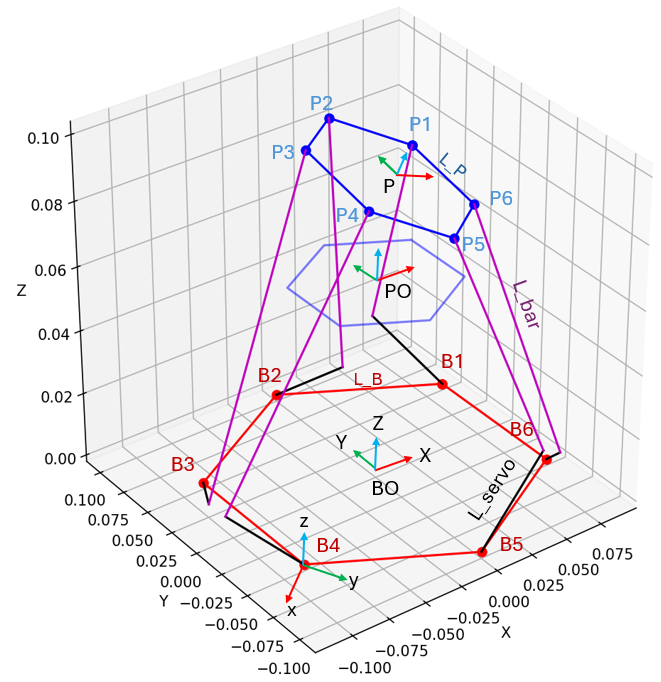 P2
P1
P3
L_P
P
P6
P4
P5
PO
L_bar
0.10
0.08
0.06
Z
0.04
0.02
0.00
B2
L_B
B1
Z
Y
X
BO
B6
B3
L_servo
z
B4
B5
y
x
0.100
0.075
0.050
0.025
0.000
Y
−0.025
−0.050
−0.075
−0.100
−0.100
−0.075
−0.050
−0.025
X
0.000
0.025
0.050
0.075